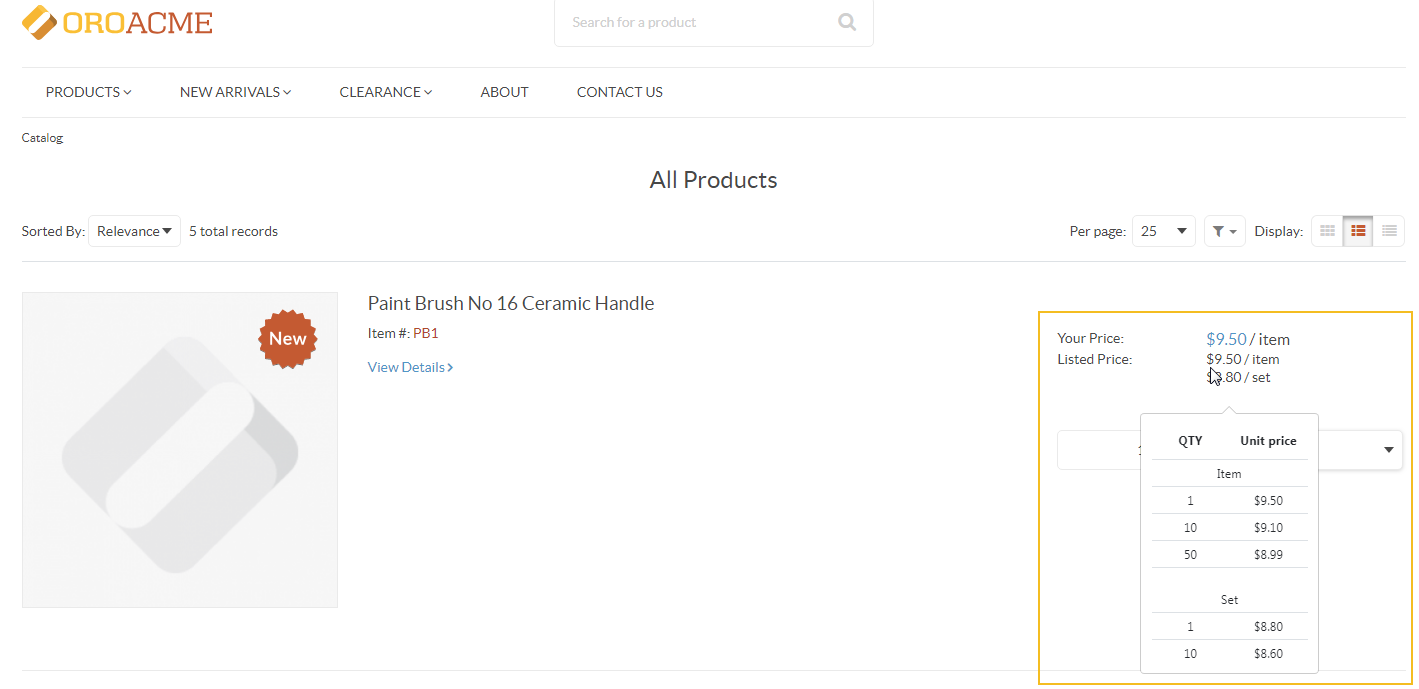 OROACME
Search for a product
PRODUCTS NEW ARRIVALS CLEARANCE ABOUT CONTACT US
Catalog
All Products
Sorted By: Relevance 5 total records Per page: 25 Display:
New
Paint Brush No 16 Ceramic Handle
Item #: PB1
View Details
Your Price: $9.50 / item
Listed Price: $9.50 / item
.80 / set
QTY Unit price
Item
1 $9.50
10 $9.10
50 $8.99
Set
1 $8.80
10 $8.60